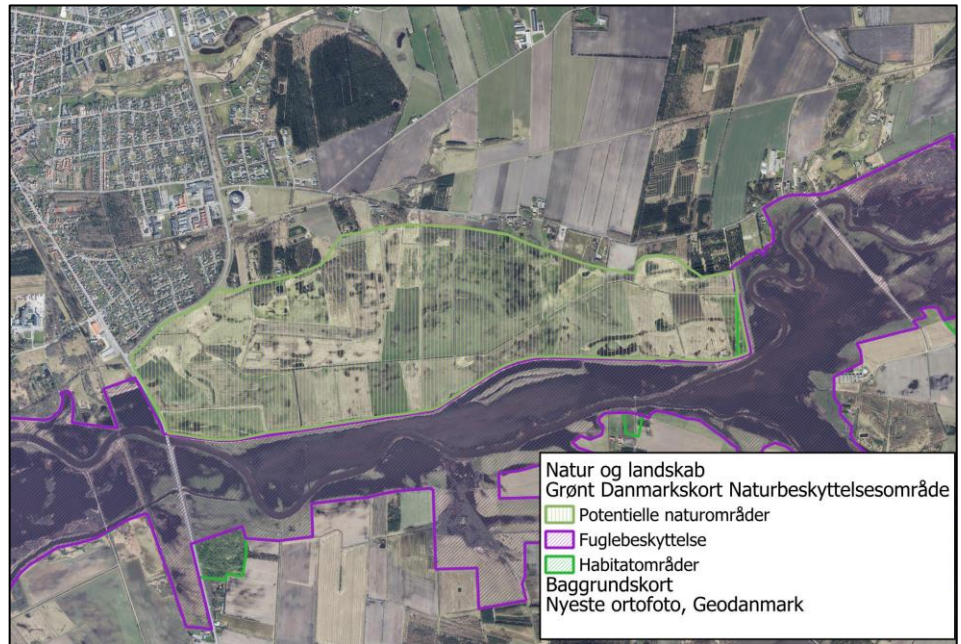 Natur og landskab
Grønt Danmarkskort Naturbeskyttelsesområde
Potentielle naturområder
Fuglebeskyttelse
Habitatområder
Baggrundskort
Nyeste ortofoto, Geodanmark